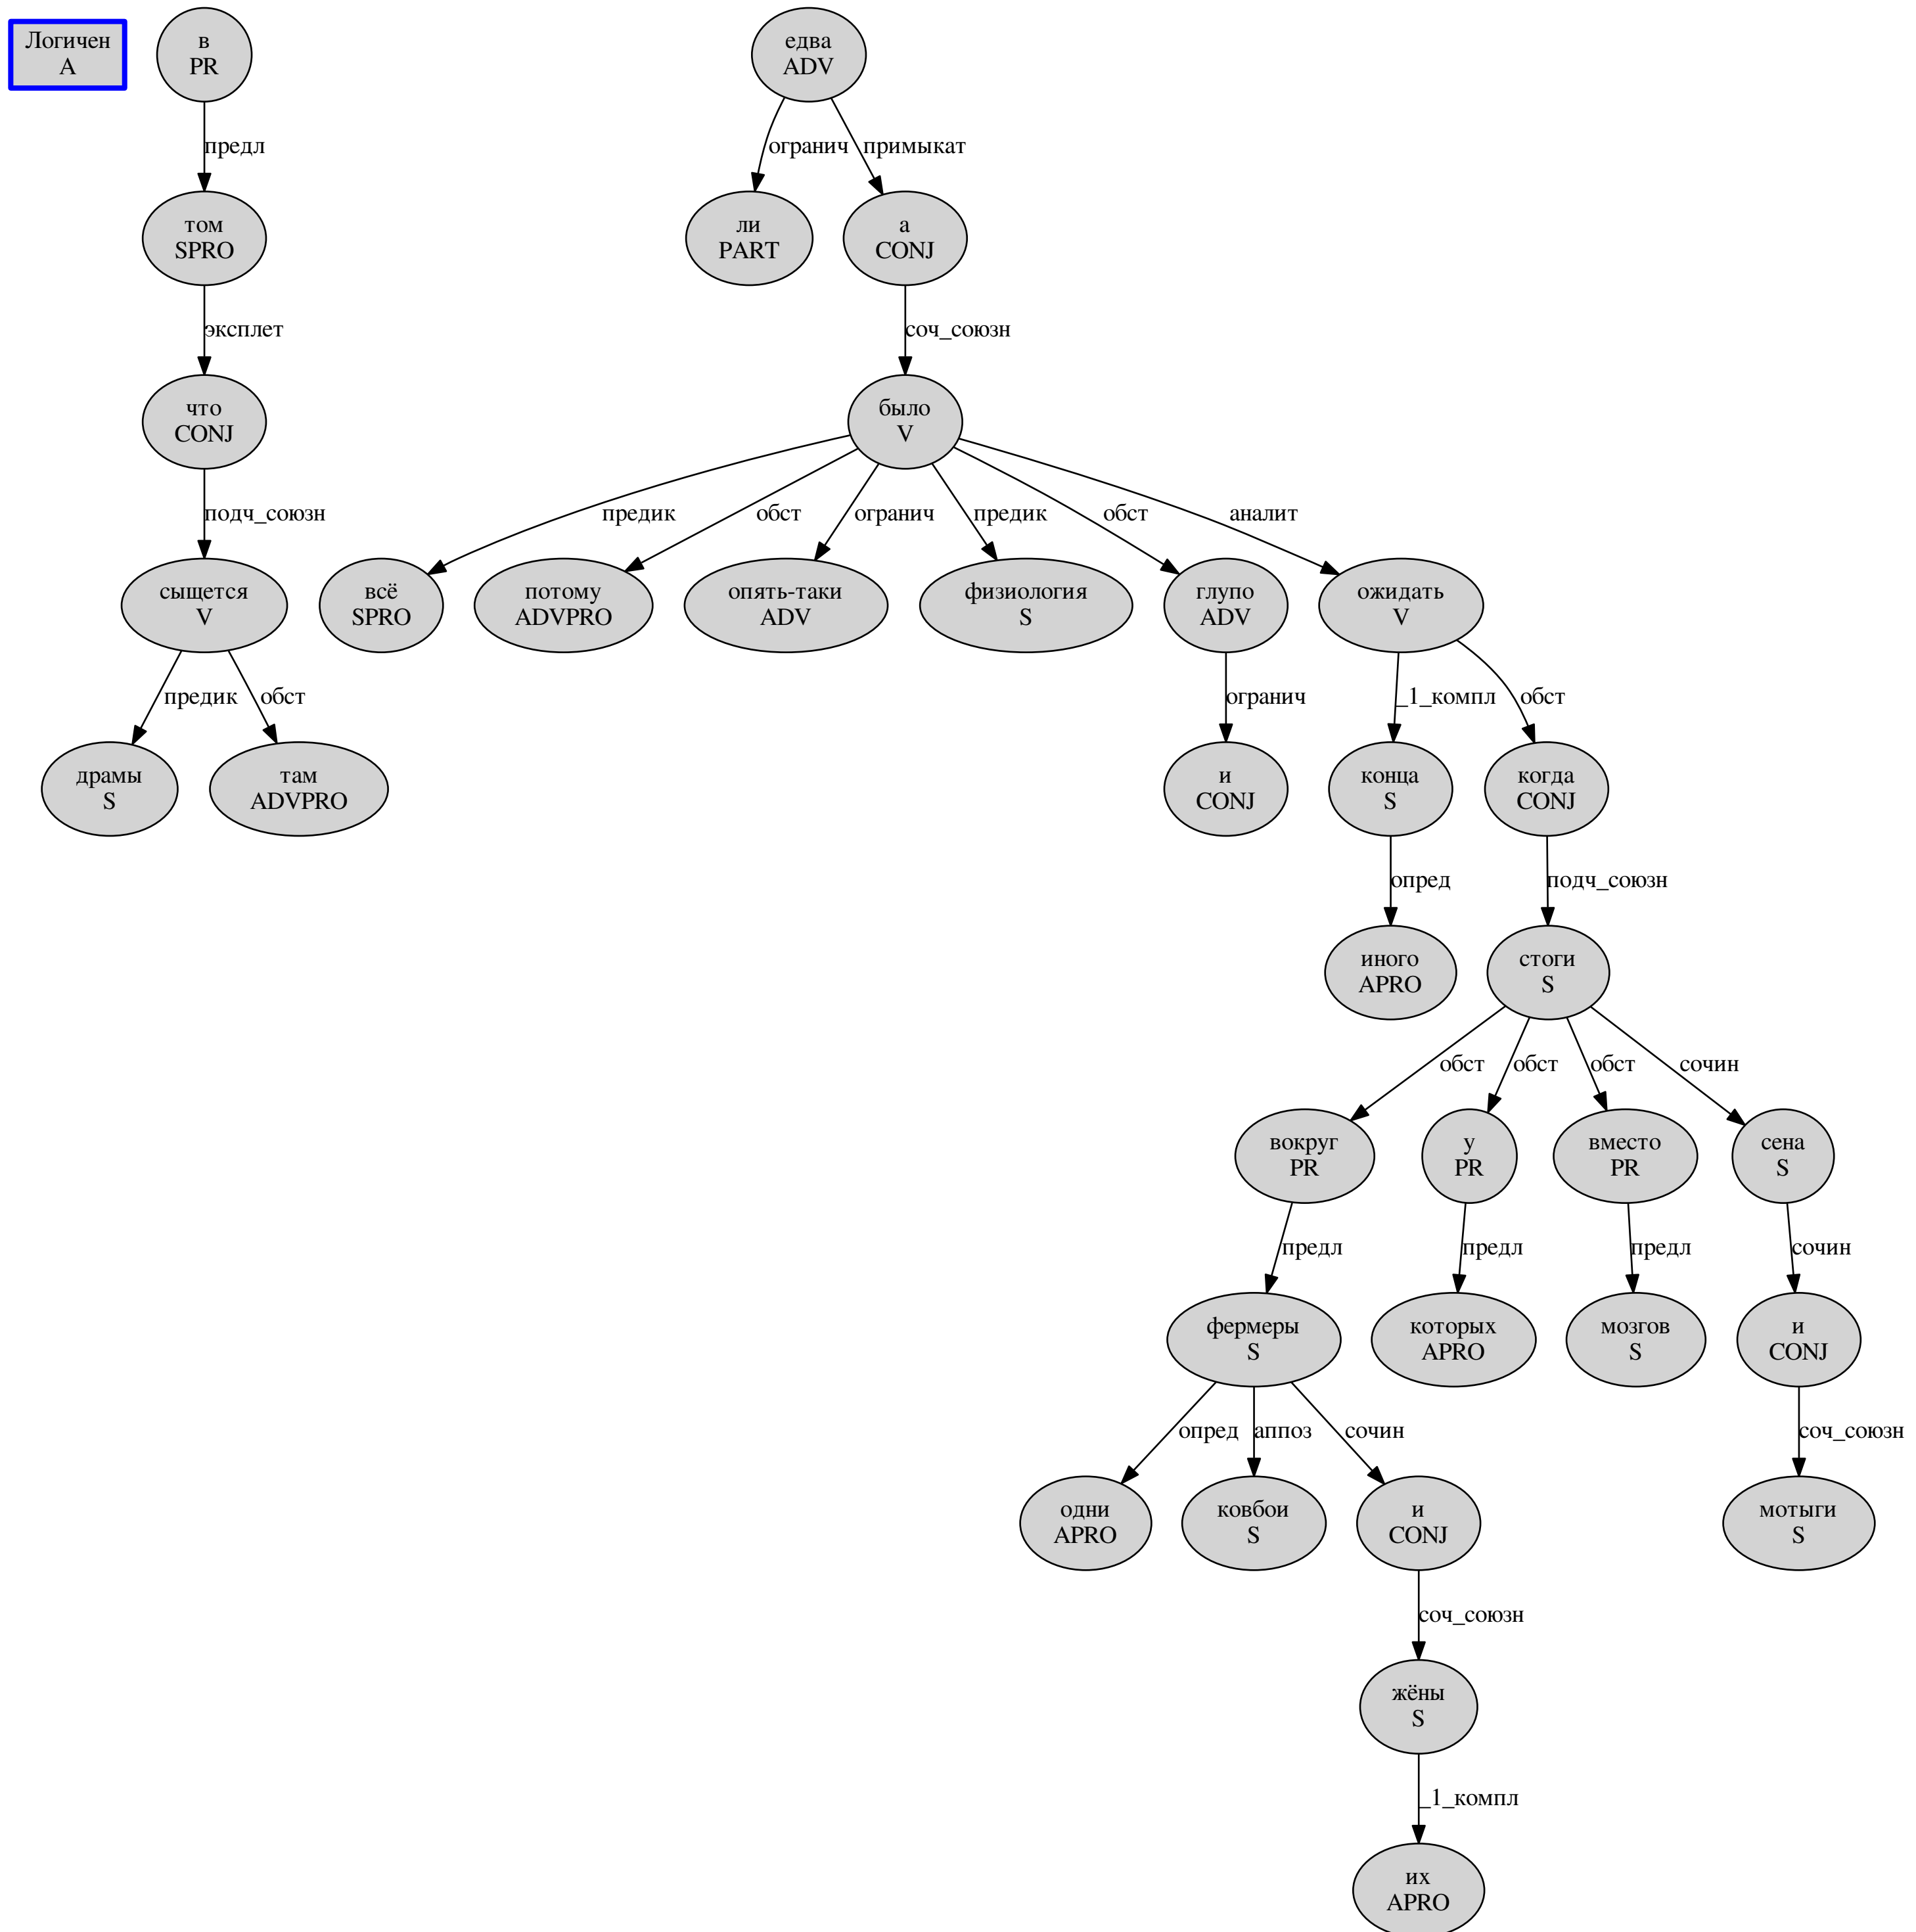 Логичен
A
в
PR
едва
ADV
предл
огранич
примыкат
том
SPRO
ли
PART
а
CONJ
эксплет
соч_союзн
что
CONJ
было
V
подч_союзн
предик
обст
огранич
предик
обст
аналит
сыщется
V
всё
SPRO
потому
ADVPRO
опять-таки
ADV
физиология
S
глупо
ADV
ожидать
V
предик
обст
огранич
_1_компл
обст
драмы
S
там
ADVPRO
и
CONJ
конца
S
когда
CONJ
опред
подч_союзн
иного
APRO
стоги
S
обст
обст
обст
сочин
вокруг
PR
у
PR
вместо
PR
сена
S
предл
предл
предл
сочин
фермеры
S
которых
APRO
мозгов
S
и
CONJ
опред
аппоз
сочин
соч_союзн
одни
APRO
ковбои
S
и
CONJ
мотыги
S
соч_союзн
жёны
S
_1_компл
их
APRO